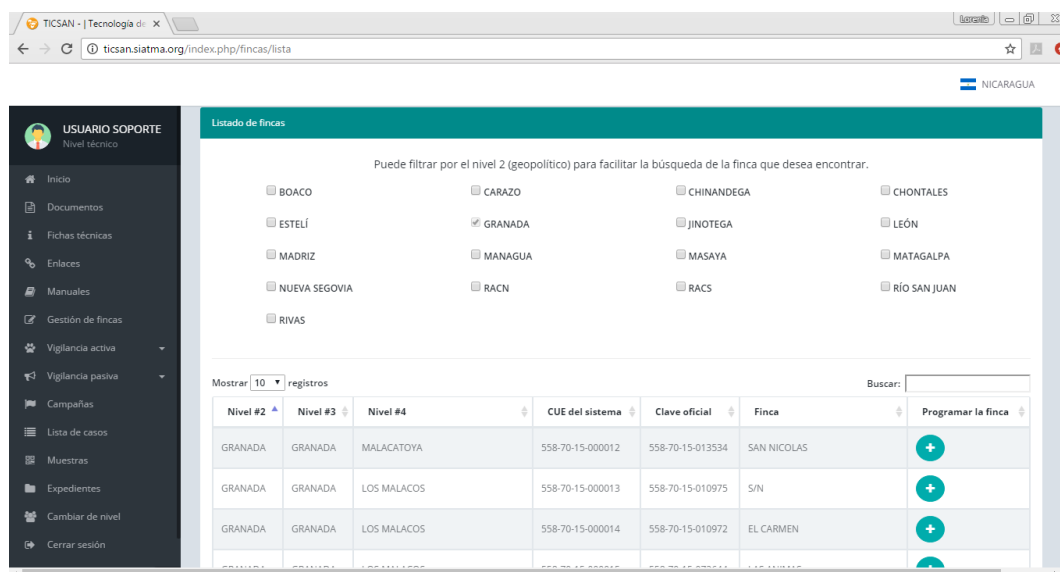 TICSAN - | Tecnología de
Lorenla
ticsan.siatma.org/index.php/fincas/lista
NICARAGUA
USUARIO SOPORTE
Nivel técnico
Inicio
Documentos
Fichas técnicas
Enlaces
Manuales
Gestión de fincas
Vigilancia activa
Vigilancia pasiva
Campañas
Lista de casos
Muestras
Expedientes
Cambiar de nivel
Cerrar sesión
Listado de fincas
Puede filtrar por el nivel 2 (geopolítico) para facilitar la búsqueda de la finca que desea encontrar.
BOACO CARAZO CHINANDEGA CHONTALES
ESTELÍ GRANADA JINOTEGA LEÓN
MADRIZ MANAGUA MASAYA MATAGALPA
NUEVA SEGOVIA RACN RACS RÍO SAN JUAN
RIVAS
Mostrar 10 registros Buscar:
Nivel #2 Nivel #3 Nivel #4 CUE del sistema Clave oficial Finca Programar la finca
GRANADA GRANADA MALACATOYA 558-70-15-000012 558-70-15-013534 SAN NICOLAS
GRANADA GRANADA LOS MALACOS 558-70-15-000013 558-70-15-010975 S/N
GRANADA GRANADA LOS MALACOS 558-70-15-000014 558-70-15-010972 EL CARMEN